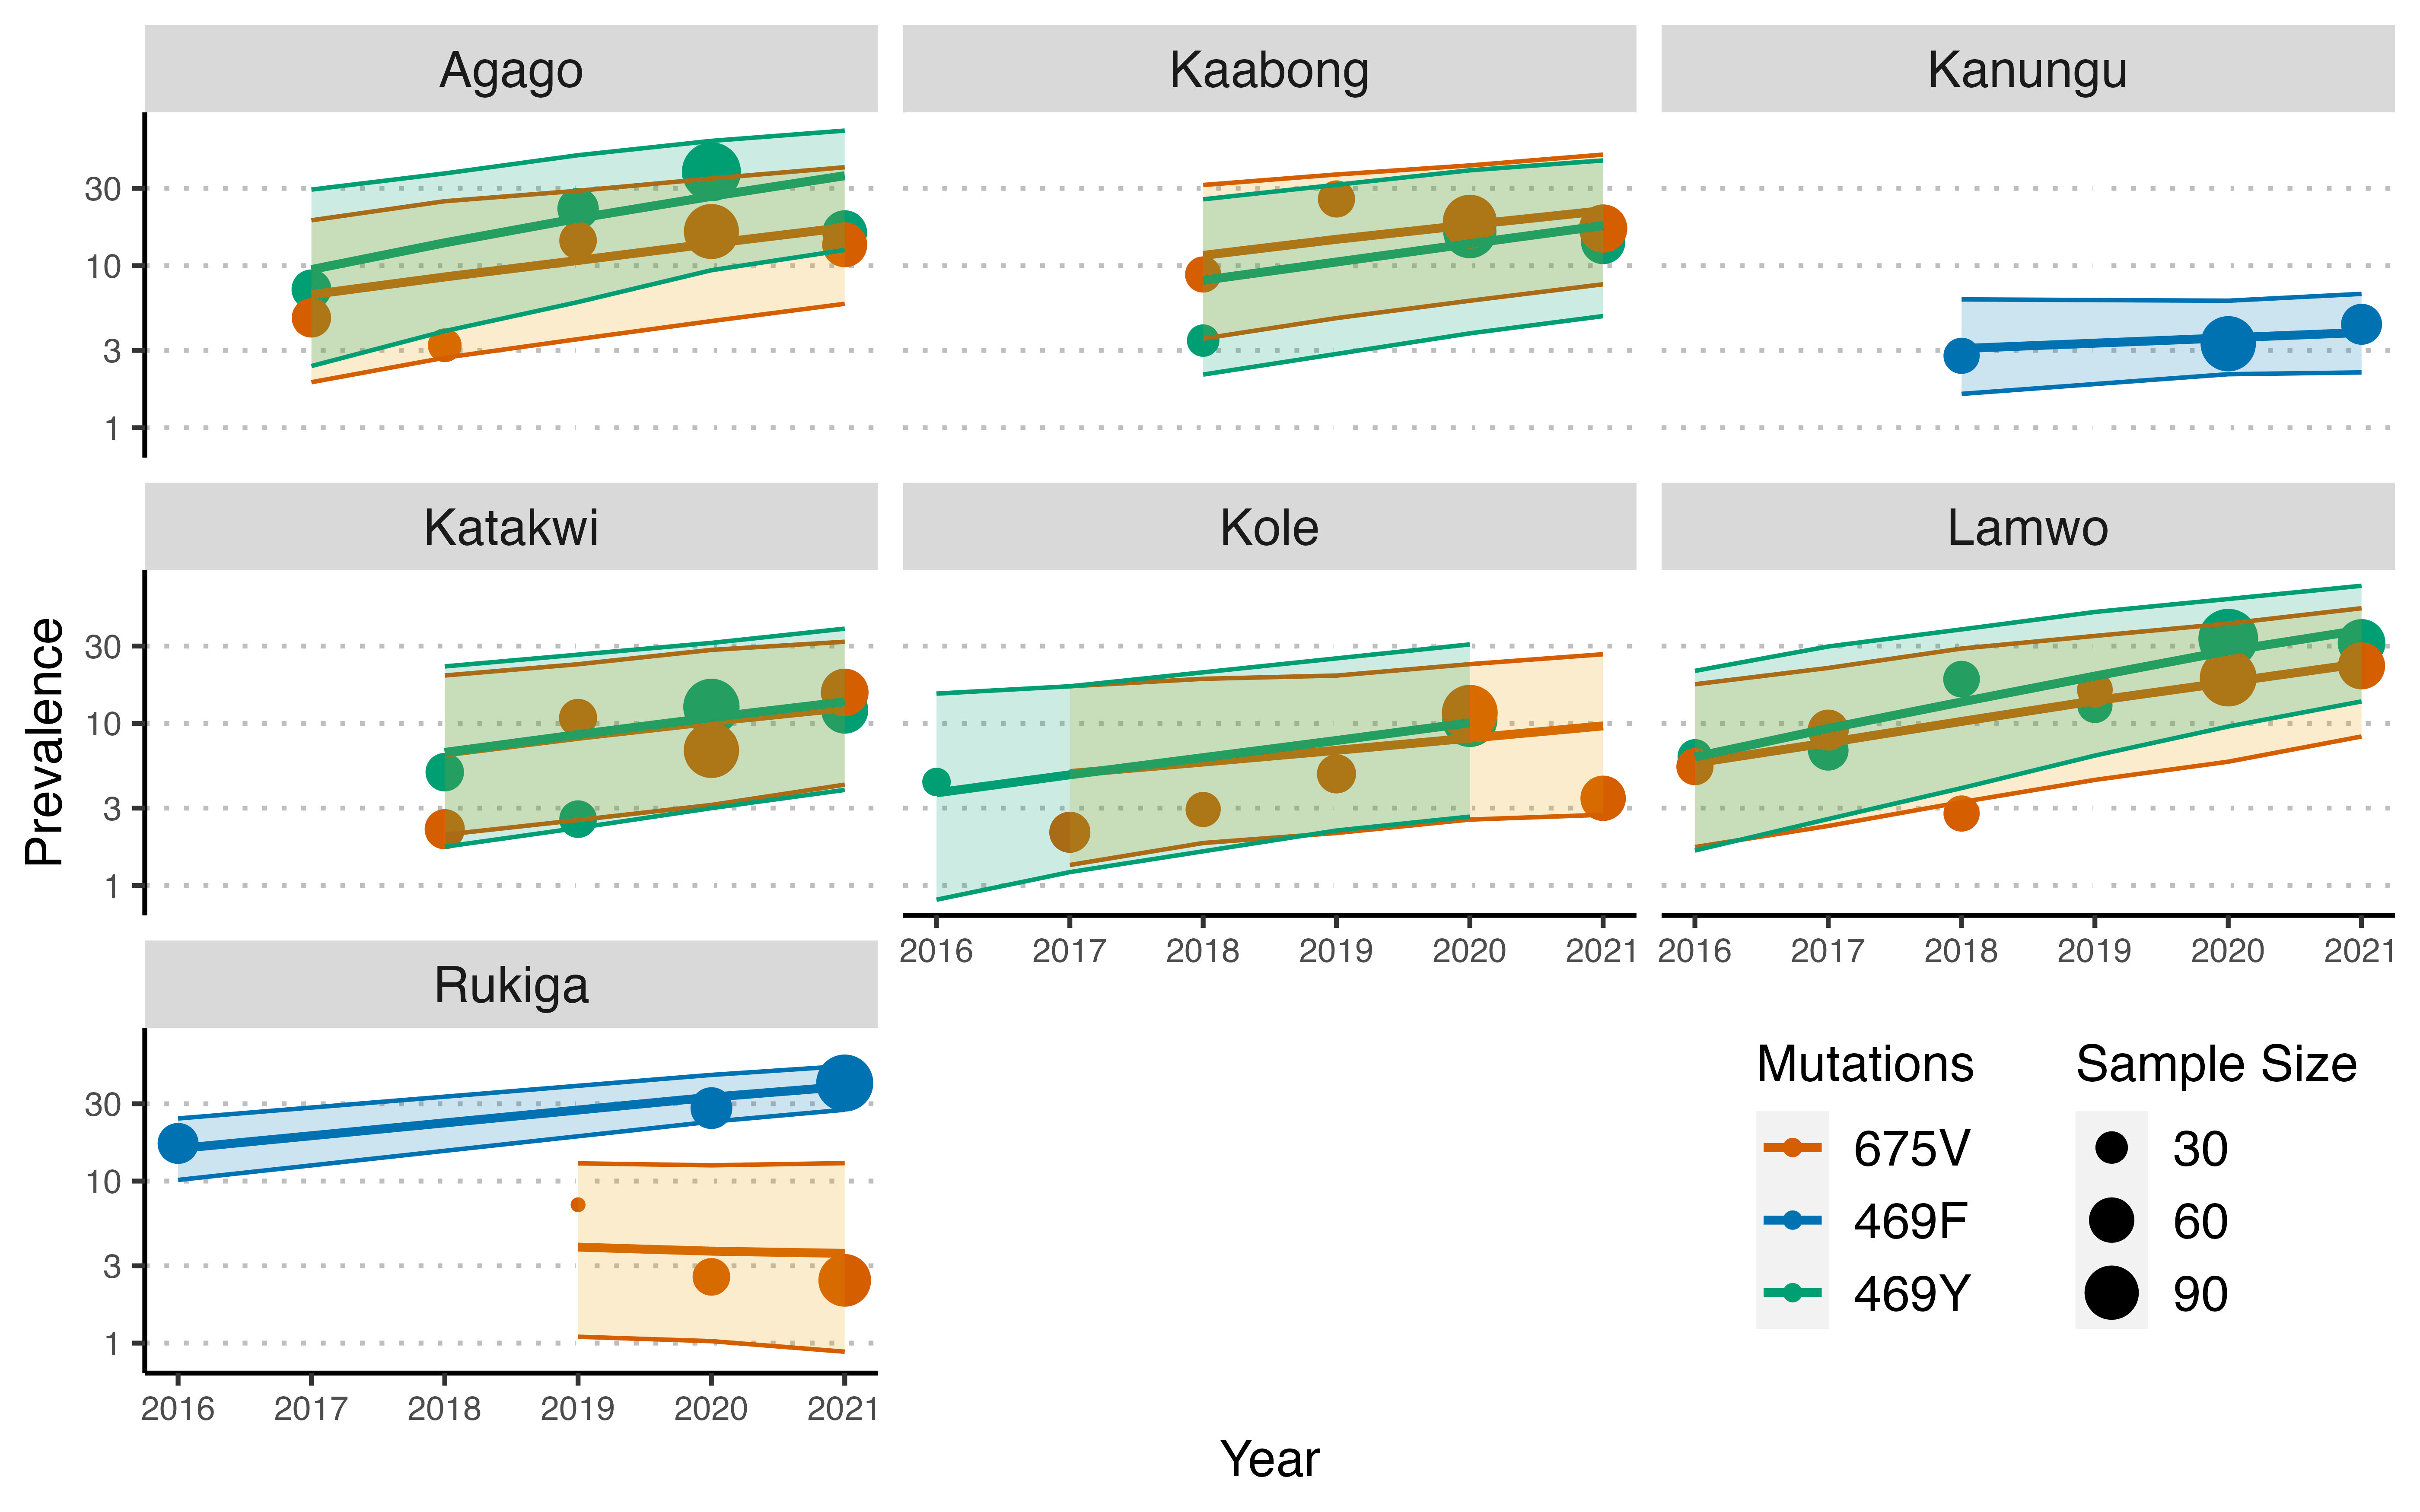 Agago
Kaabong
Kanungu
30
10
3
1
Katakwi
Kole
Lamwo
Prevalence
30
10
3
1
2016 2017 2018 2019 2020 2021
2016 2017 2018 2019 2020 2021
Rukiga
30
10
3
1
2016 2017 2018 2019 2020 2021
Mutations
675V
469F
469Y
Sample Size
30
60
90
Year